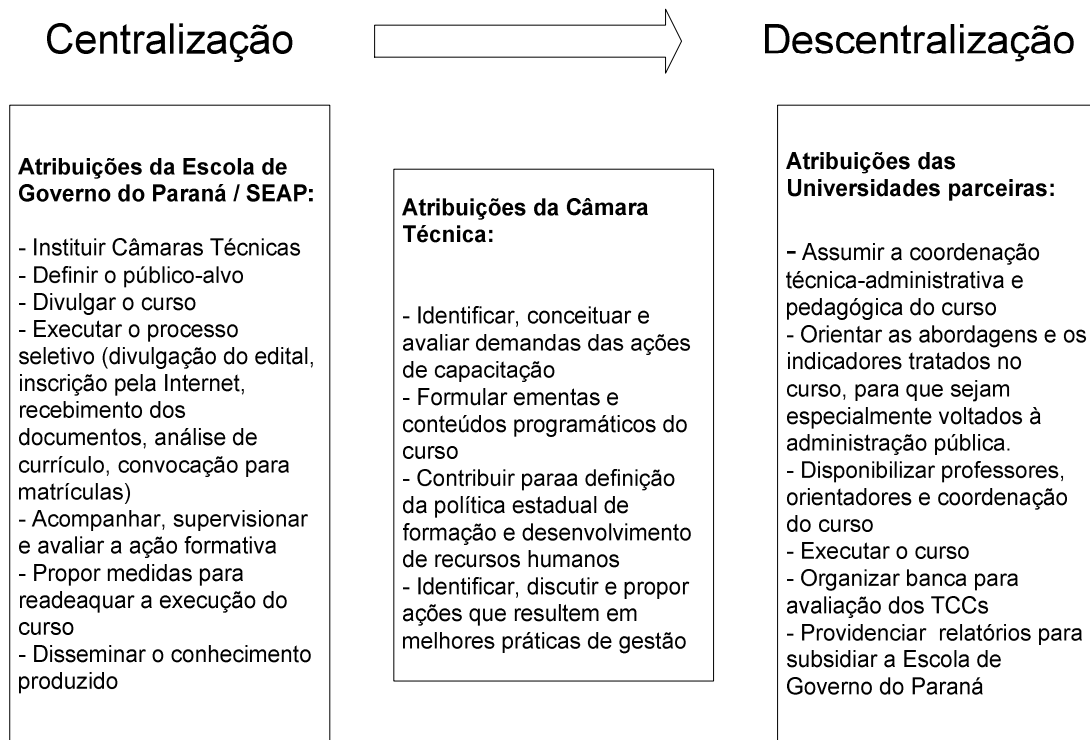 Centralização
Descentralização
Atribuições da Escola de
Governo do Paraná / SEAP:
- Instituir Câmaras Técnicas
- Definir o público-alvo
- Divulgar o curso
- Executar o processo
seletivo (divulgação do edital,
inscrição pela Internet,
recebimento dos
documentos, análise de
currículo, convocação para
matrículas)
- Acompanhar, supervisionar
e avaliar a ação formativa
- Propor medidas para
readeaquar a execução do
curso
- Disseminar o conhecimento
produzido
Atribuições da Câmara
Técnica:
- Identificar, conceituar e
avaliar demandas das ações
de capacitação
- Formular ementas e
conteúdos programáticos do
curso
- Contribuir paraa definição
da política estadual de
formação e desenvolvimento
de recursos humanos
- Identificar, discutir e propor
ações que resultem em
melhores práticas de gestão
Atribuições das
Universidades parceiras:
- Assumir a coordenação
técnica-administrativa e
pedagógica do curso
- Orientar as abordagens e os
indicadores tratados no
curso, para que sejam
especialmente voltados à
administração pública.
- Disponibilizar professores,
orientadores e coordenação
do curso
- Executar o curso
- Organizar banca para
avaliação dos TCCs
- Providenciar relatórios para
subsidiar a Escola de
Governo do Paraná